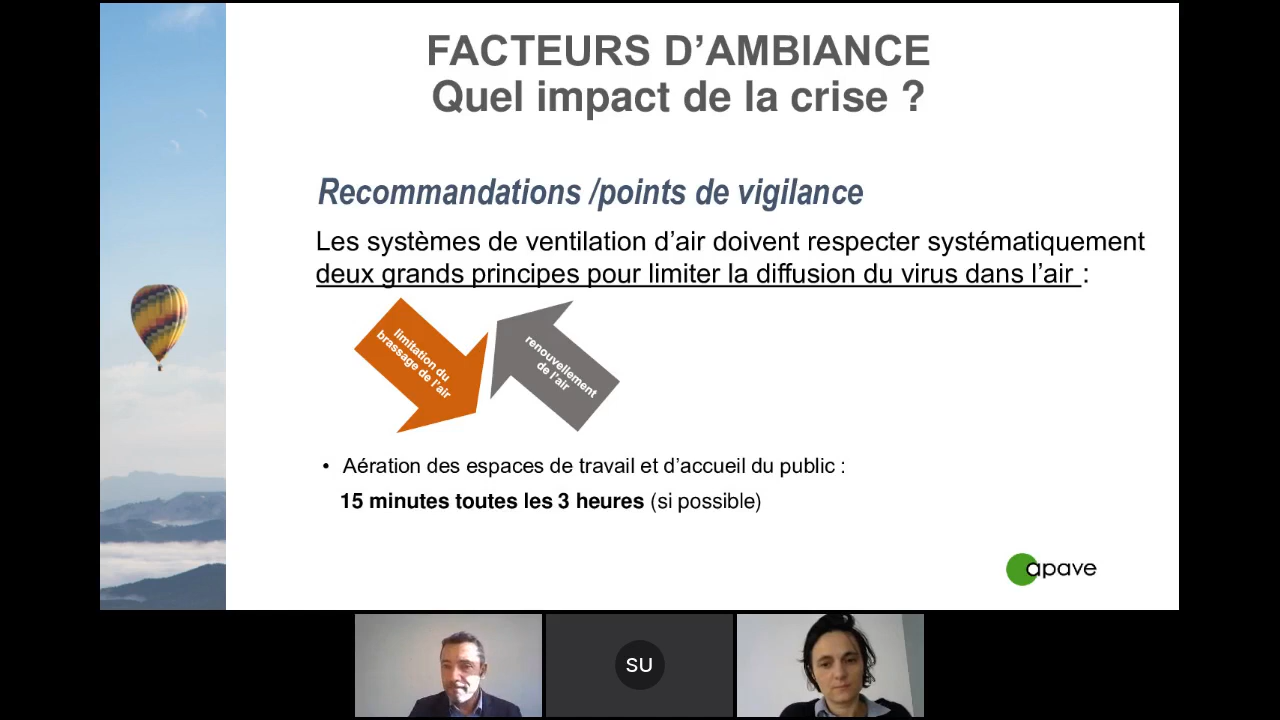 FACTEURS D’AMBIANCE
Quel impact de la crise ?
Recommandations /points de vigilance
Les systèmes de ventilation d’air doivent respecter systématiquement
deux grands principes pour limiter la diffusion du virus dans l’air :
limitation du
brassage de l’air
renouvellement
de l’air
• Aération des espaces de travail et d’accueil du public :
15 minutes toutes les 3 heures (si possible)
apave
SU